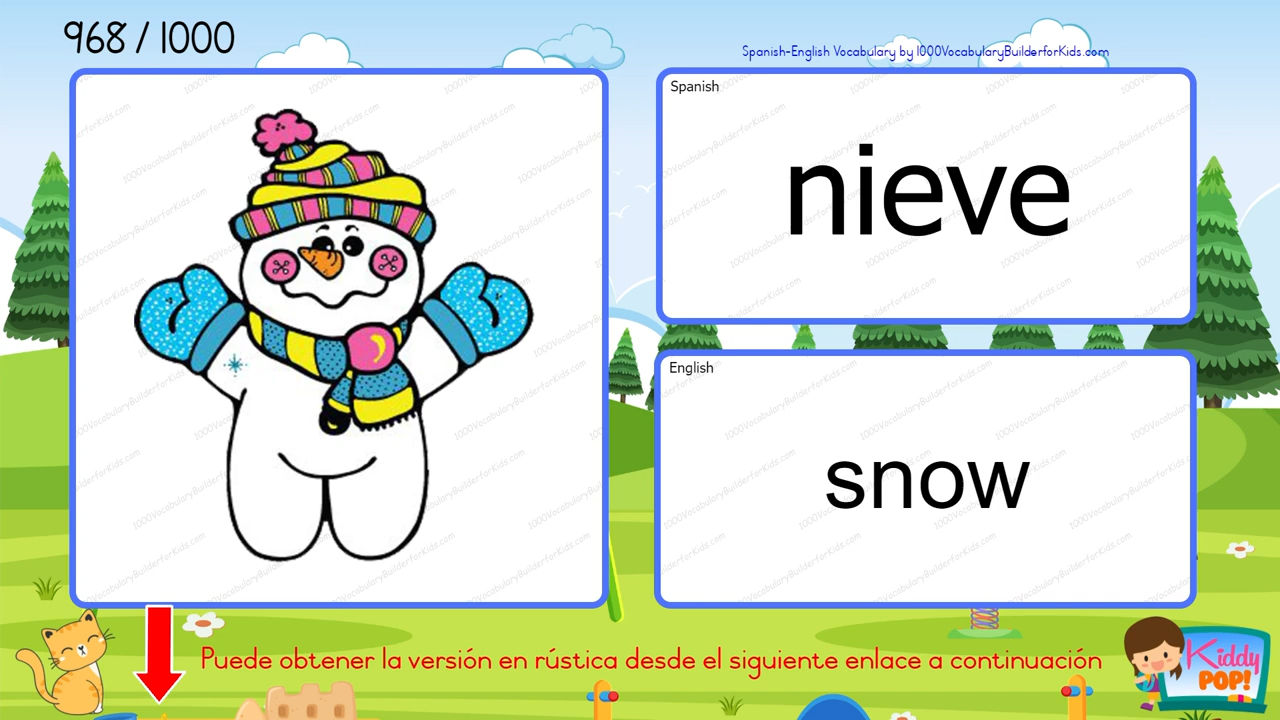 968 / 1000
Spanish-English Vocabulary by 1000VocabularyBuilderforKids.com
Spanish
nieve
English
snow
Puede obtener la versión en rústica desde el siguiente enlace a continuación
Kiddy
POP!